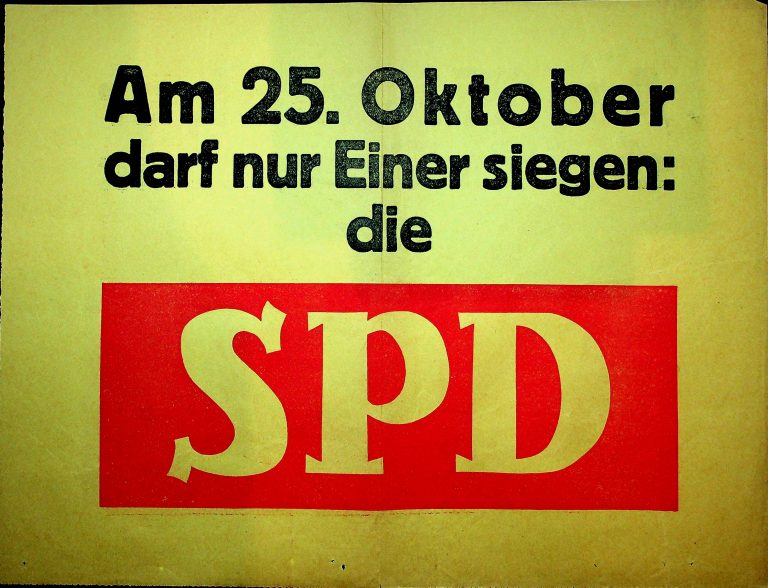 Am 25. Oktober
darf nur Einer siegen:
die
SPD